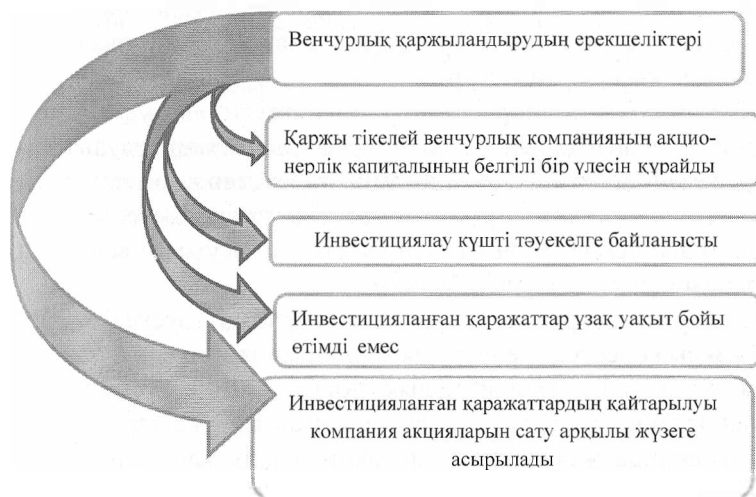 Венчурлық қаржыландырудың ерекшеліктері
Қаржы тікелей венчурлық компанияның акцио-
нерлік капиталының белгілі бір үлесін құрайды
Инвестициялау күшті тәуекелге байланысты
Инвестицияланған қаражаттар ұзақ уақыт бойы
өтімді емес
Инвестицияланған қаражаттардың қайтарылуы
компания акцияларын сату арқылы жүзеге
асырылады